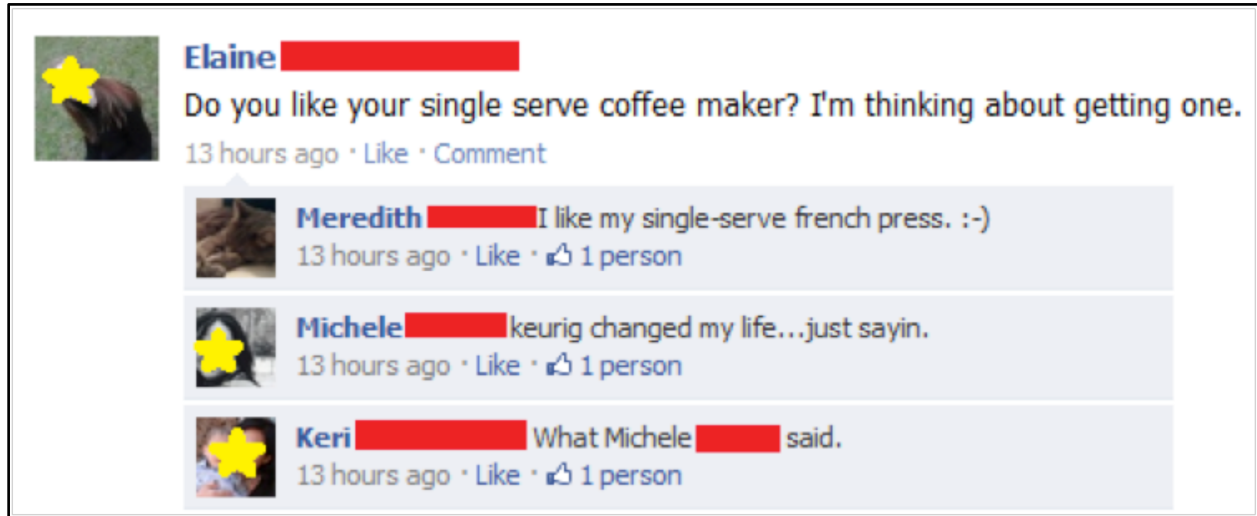 Elaine
Do you like your single serve coffee maker? I'm thinking about getting one.
13 hours ago · Like · Comment
Meredith I like my single-serve french press. :-)
13 hours ago · Like · 1 person
Michele keurig changed my life...just sayin.
13 hours ago · Like · 1 person
Keri What Michele said.
13 hours ago · Like · 1 person